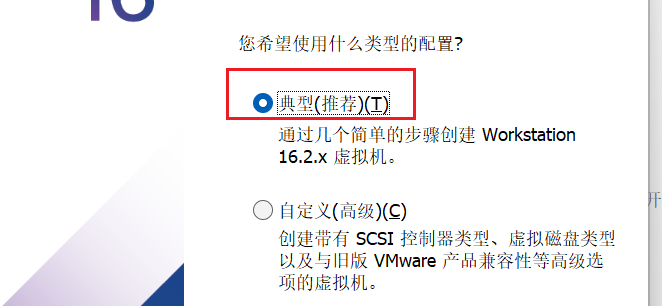 16
您希望使用什么类型的配置?
典型(推荐)(T)
通过几个简单的步骤创建 Workstation
16.2.x 虚拟机。
开
自定义(高级)(C)
创建带有 SCSI 控制器类型、虚拟磁盘类型
以及与旧版 VMware 产品兼容性等高级选
项的虚拟机。